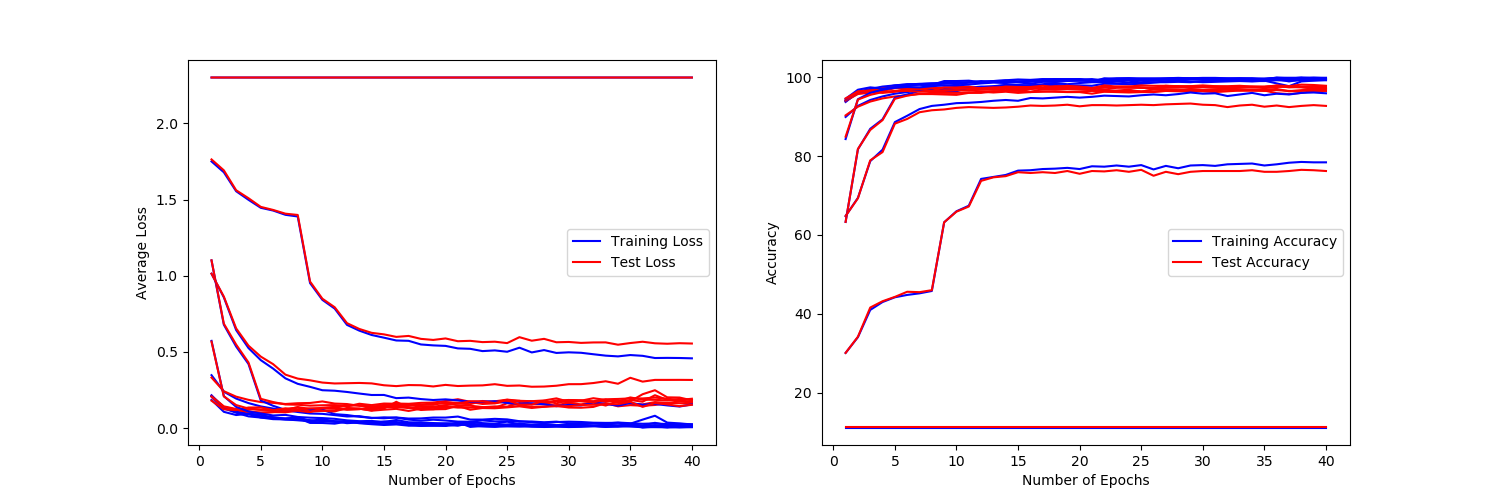 2.0
1.5
1.0
0.5
0.0
Average Loss
Training Loss
Test Loss
0 5 10 15 20 25 30 35 40
Number of Epochs
100
80
60
40
20
Accuracy
Training Accuracy
Test Accuracy
0 5 10 15 20 25 30 35 40
Number of Epochs